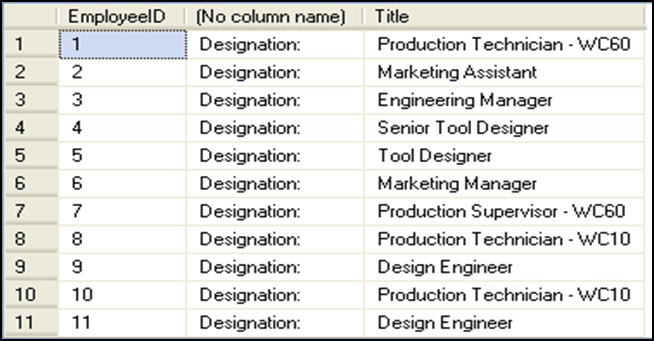 EmployeeID (No column name) Title
1 1 Designation: Production Technician - WC60
2 2 Designation: Marketing Assistant
3 3 Designation: Engineering Manager
4 4 Designation: Senior Tool Designer
5 5 Designation: Tool Designer
6 6 Designation: Marketing Manager
7 7 Designation: Production Supervisor - WC60
8 8 Designation: Production Technician - WC10
9 9 Designation: Design Engineer
10 10 Designation: Production Technician - WC10
11 11 Designation: Design Engineer